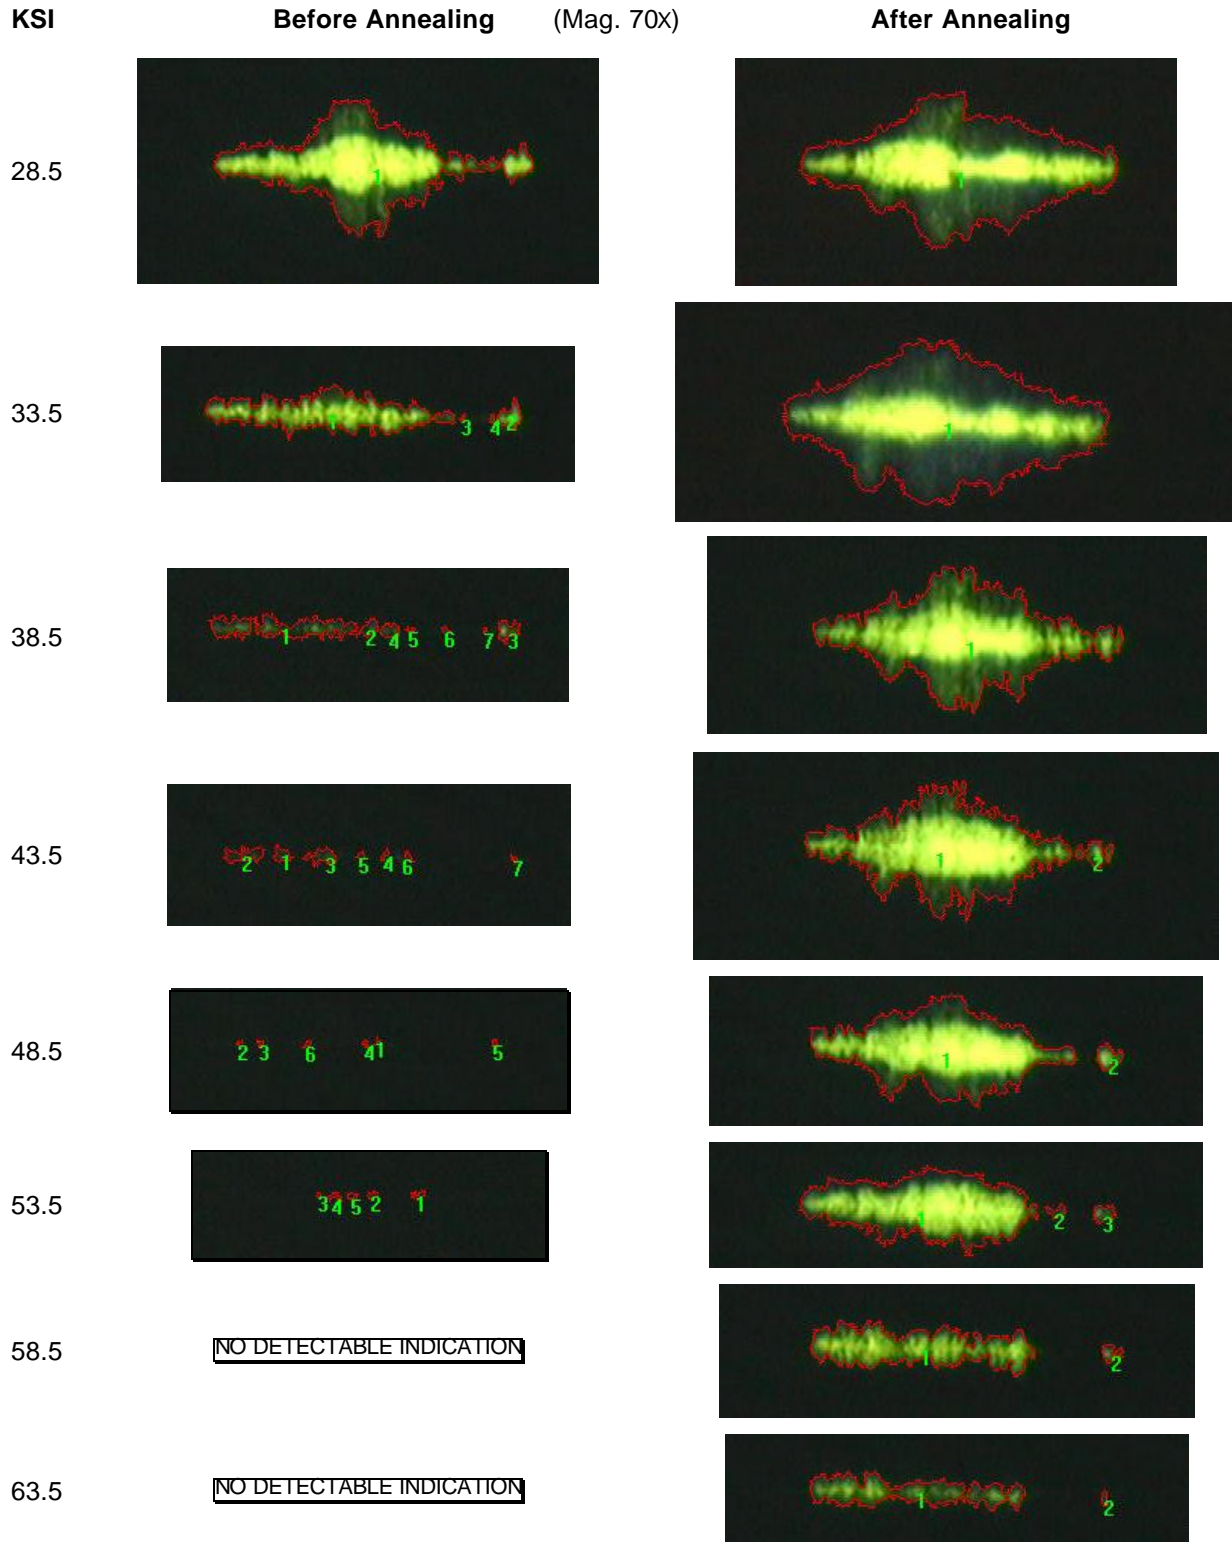 KSI Before Annealing (Mag. 70X) After Annealing
28.5 1 1
33.5 1 3 4 2 1
38.5 1 2 4 5 6 7 3 1
43.5 2 1 3 5 4 6 7 1 2
48.5 2 3 6 4 1 5 1 2
53.5 3 4 5 2 1 1 2 3
58.5 NO DETECTABLE INDICATION 1 2
63.5 NO DETECTABLE INDICATION 1 2